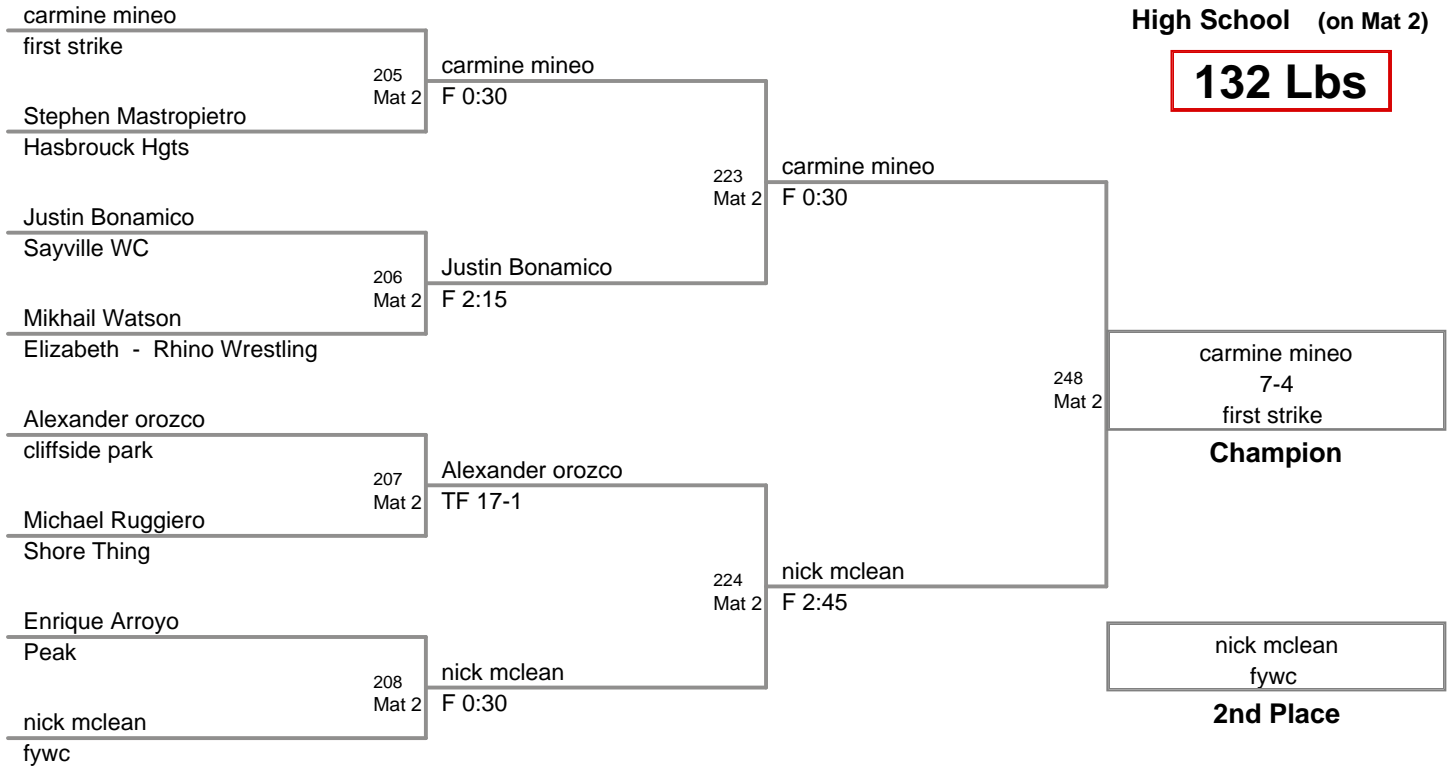 High School (on Mat 2)
132 Lbs
carmine mineo
first strike
205
Mat 2
Stephen Mastropietro
Hasbrouck Hgts
carmine mineo
F 0:30
Justin Bonamico
Sayville WC
206
Mat 2
Mikhail Watson
Elizabeth - Rhino Wrestling
Justin Bonamico
F 2:15
223
Mat 2
carmine mineo
F 0:30
Alexander orozco
cliffside park
207
Mat 2
Michael Ruggiero
Shore Thing
Alexander orozco
TF 17-1
Enrique Arroyo
Peak
208
Mat 2
nick mclean
fywc
nick mclean
F 0:30
224
Mat 2
nick mclean
F 2:45
248
Mat 2
carmine mineo
7-4
first strike
Champion
nick mclean
fywc
2nd Place